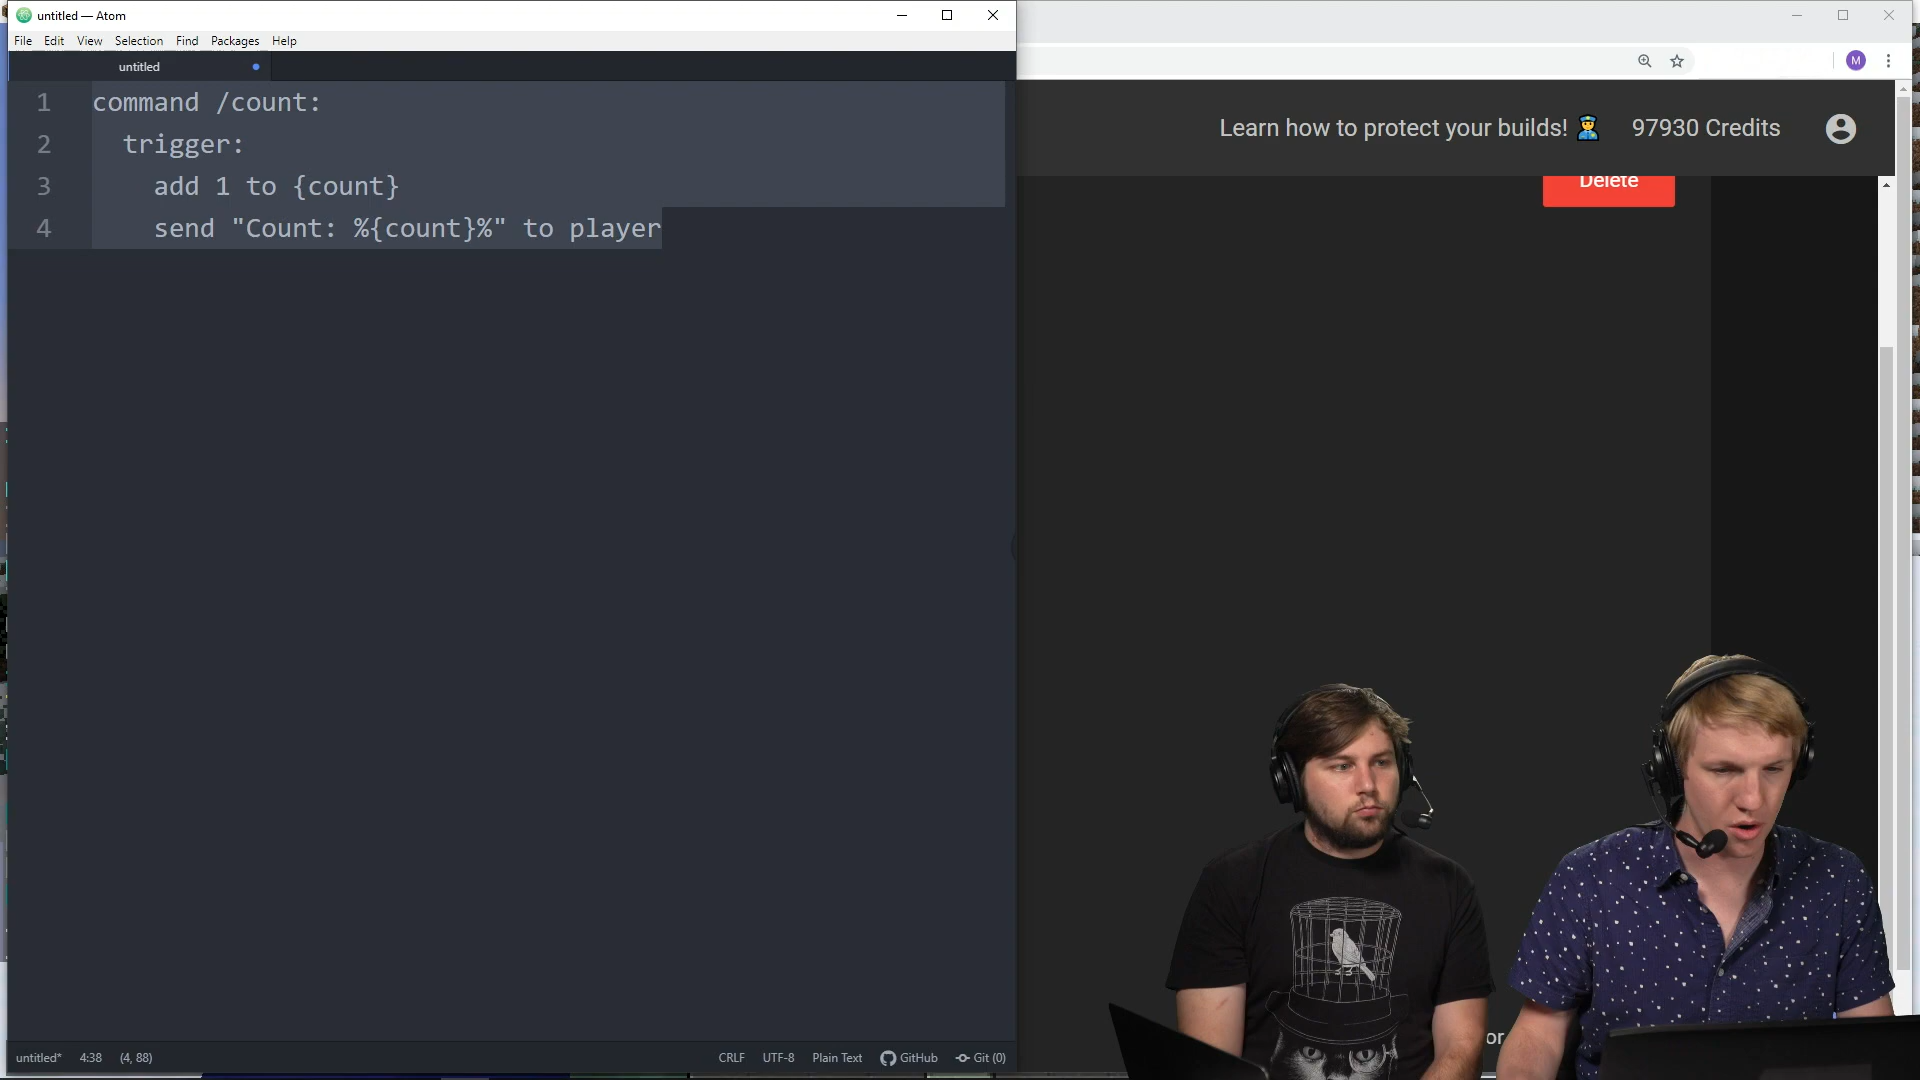 untitled — Atom
File Edit View Selection Find Packages Help
untitled
1 command /count:
2 trigger:
3 add 1 to {count}
4 send "Count: %{count}%" to player
untitled* 4:38 (4, 88) CRLF UTF-8 Plain Text GitHub Git (0)
M
Learn how to protect your builds! 97930 Credits
Delete
or